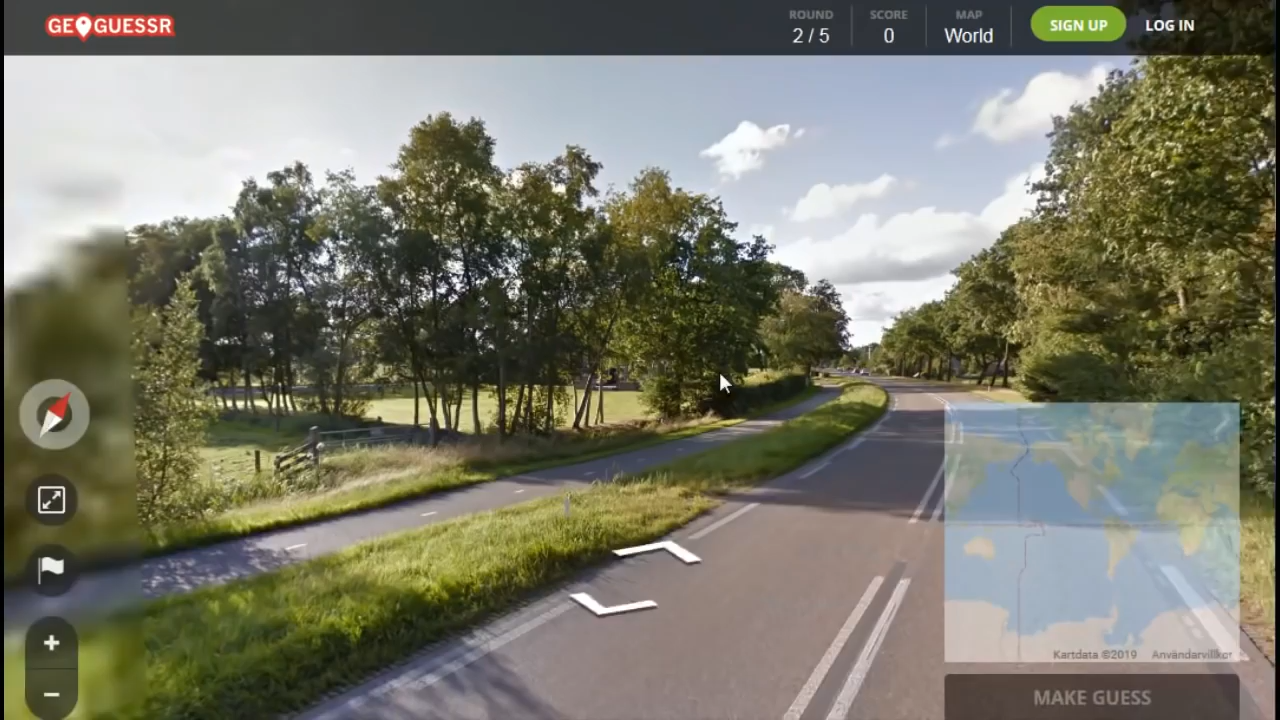 GEOGUESSR
ROUND
2 / 5
SCORE
0
MAP
World
SIGN UP
LOG IN
Kartdata ©2019 Användarvillkor
MAKE GUESS